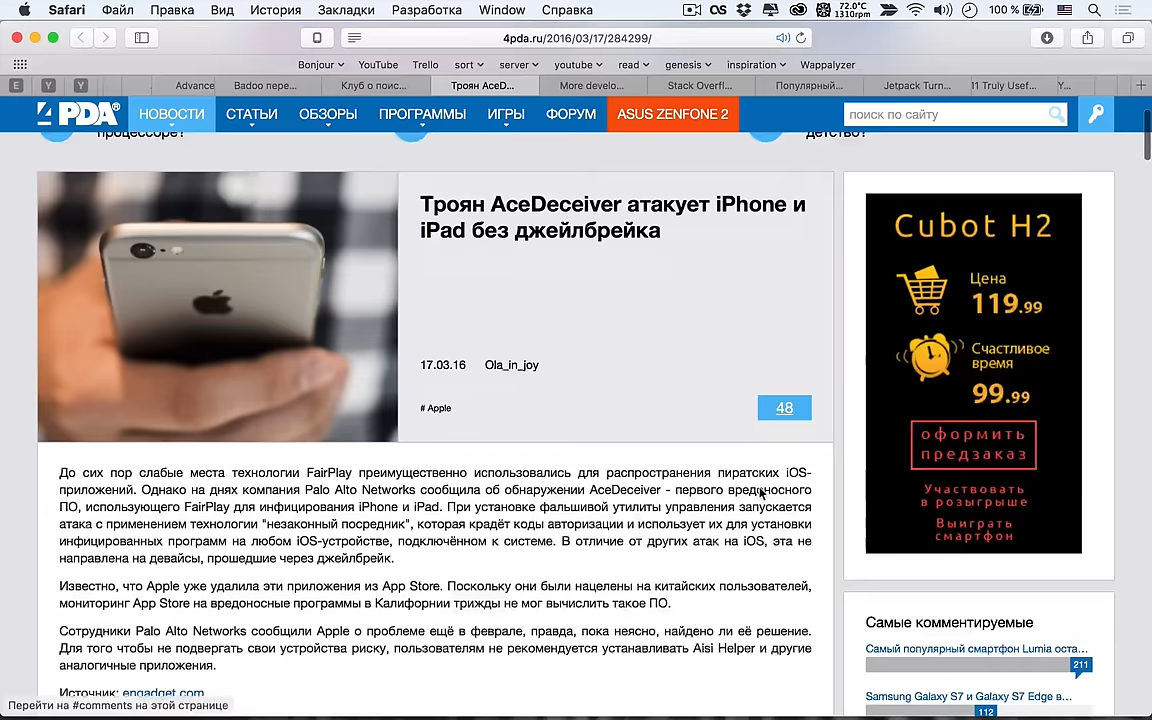 Safari Файл Правка Вид История Закладки Разработка Window Справка 72.0°C 1310rpm 100 %
4pda.ru/2016/03/17/284299/
Bonjour YouTube Trello sort server youtube read genesis inspiration Wappalyzer
E Y Y Advance Badoo пере... Клуб о поис... Троян AceD... More develo... Stack Overfl... Популярный... Jetpack Turn... 11 Truly Usef... Y...
4PDA НОВОСТИ СТАТЬИ ОБЗОРЫ ПРОГРАММЫ ИГРЫ ФОРУМ ASUS ZENFONE 2 поиск по сайту
процессоре?
детство?
Троян AceDeceiver атакует iPhone и
iPad без джейлбрейка
17.03.16 Ola_in_joy
# Apple
48
До сих пор слабые места технологии FairPlay преимущественно использовались для распространения пиратских iOS-
приложений. Однако на днях компания Palo Alto Networks сообщила об обнаружении AceDeceiver - первого вредоносного
ПО, использующего FairPlay для инфицирования iPhone и iPad. При установке фальшивой утилиты управления запускается
атака с применением технологии "незаконный посредник", которая крадёт коды авторизации и использует их для установки
инфицированных программ на любом iOS-устройстве, подключённом к системе. В отличие от других атак на iOS, эта не
направлена на девайсы, прошедшие через джейлбрейк.
Известно, что Apple уже удалила эти приложения из App Store. Поскольку они были нацелены на китайских пользователей,
мониторинг App Store на вредоносные программы в Калифорнии трижды не мог вычислить такое ПО.
Сотрудники Palo Alto Networks сообщили Apple о проблеме ещё в феврале, правда, пока неясно, найдено ли её решение.
Для того чтобы не подвергать свои устройства риску, пользователям не рекомендуется устанавливать Aisi Helper и другие
аналогичные приложения.
Источник: engadget.com
Перейти на #comments на этой странице
Cubot H2
Цена
119.99
Счастливое
время
99.99
оформить
предзаказ
Участвовать
в розыгрыше
Выиграть
смартфон
Самые комментируемые
Самый популярный смартфон Lumia оста...
211
Samsung Galaxy S7 и Galaxy S7 Edge в...
112